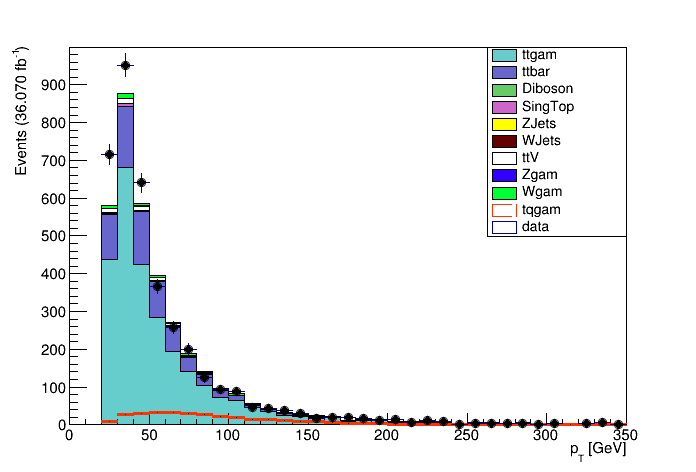 Events (36.070 fb⁻¹)
900
800
700
600
500
400
300
200
100
0
0 50 100 150 200 250 300 350
p_T [GeV]
ttgam
ttbar
Diboson
SingTop
ZJets
WJets
ttV
Zgam
Wgam
tqgam
data